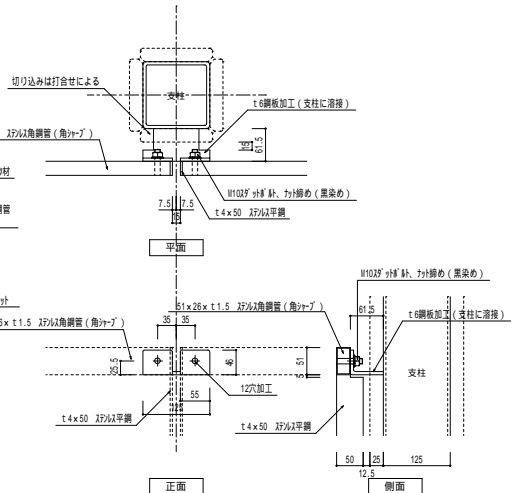 支柱
切り込みは打合せによる
t6鋼板加工（支柱に溶接）
ステンレス角鋼管（角シャープ）
15
61.5
M10スタッドボルト、ナット締め（黒染め）
t4×50 ステンレス平鋼
7.5
7.5
15
平面
M10スタッドボルト、ナット締め（黒染め）
51×26×t1.5 ステンレス角鋼管（角シャープ）
×t1.5 ステンレス角鋼管（角シャープ）
61.5
t6鋼板加工（支柱に溶接）
35
35
25.5
46
51
5
支柱
12穴加工
55
t4×50 ステンレス平鋼
t4×50 ステンレス平鋼
50
25
125
12.5
正面
側面